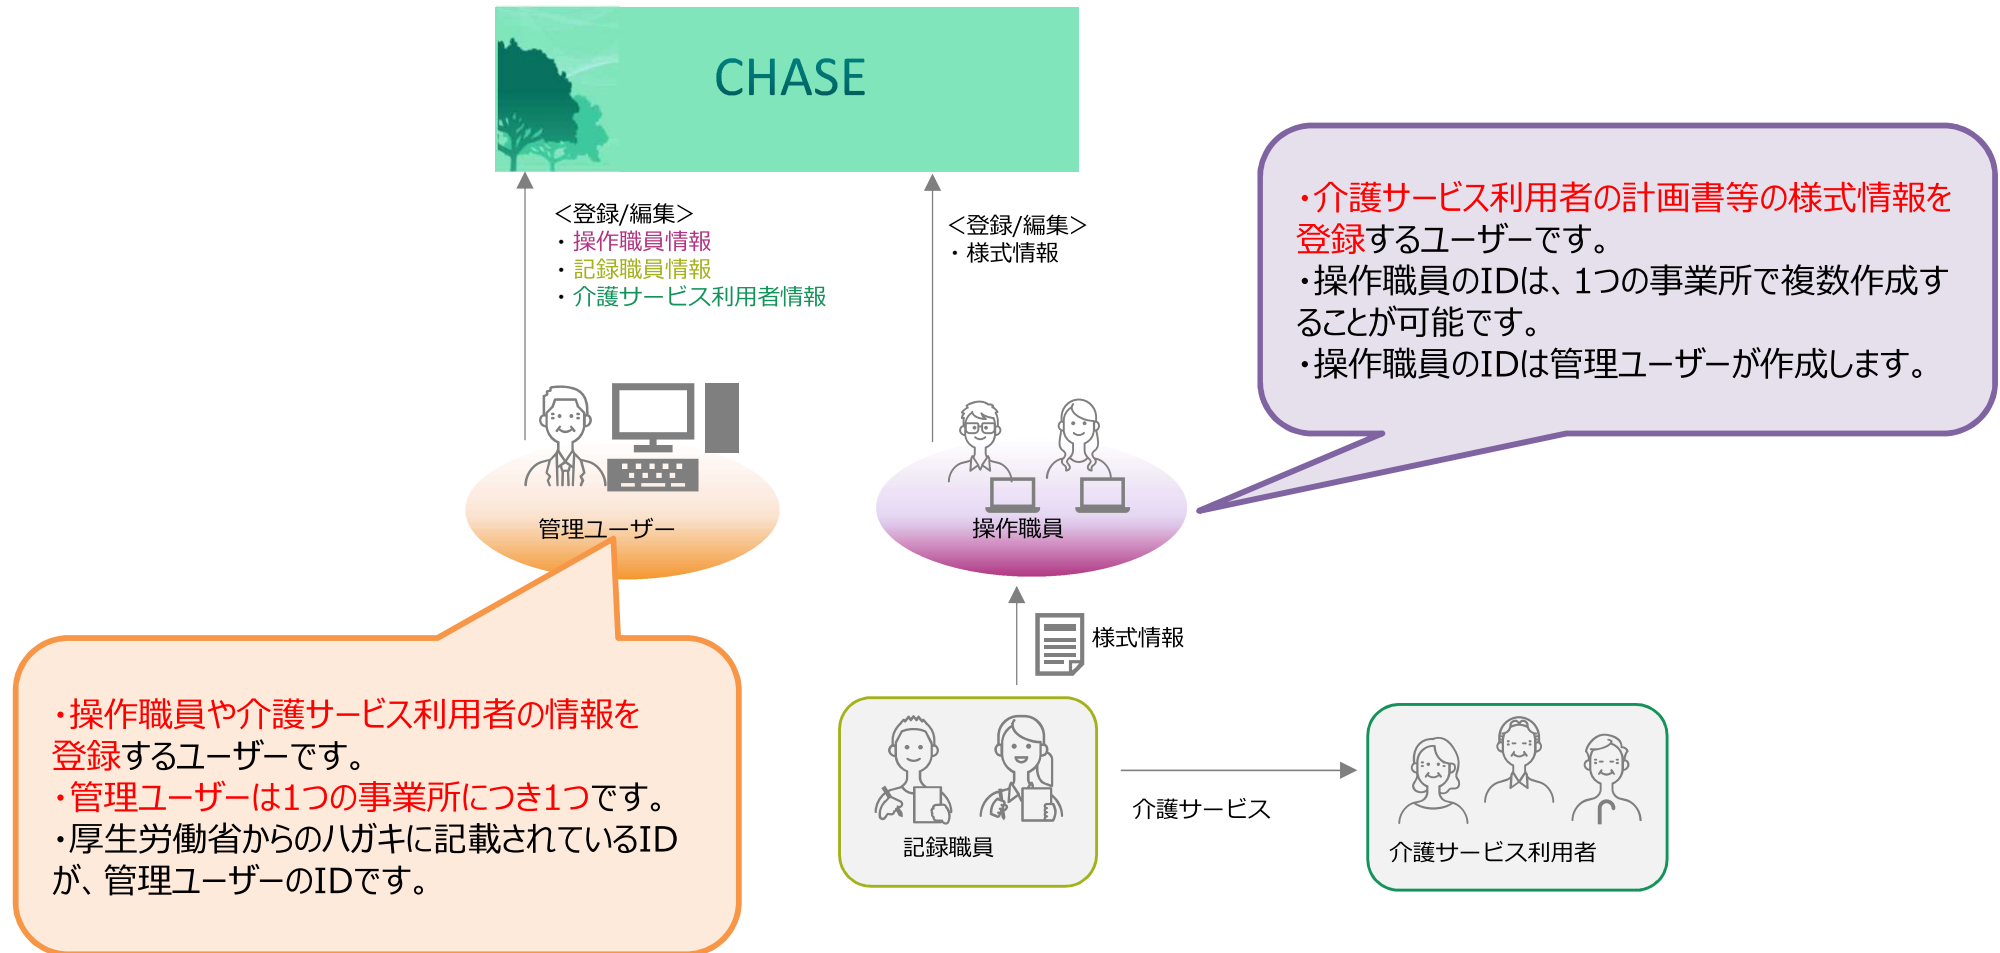 CHASE
＜登録/編集＞
・操作職員情報
・記録職員情報
・介護サービス利用者情報
＜登録/編集＞
・様式情報
・介護サービス利用者の計画書等の様式情報を
登録するユーザーです。
・操作職員のIDは、1つの事業所で複数作成す
ることが可能です。
・操作職員のIDは管理ユーザーが作成します。
管理ユーザー
操作職員
様式情報
・操作職員や介護サービス利用者の情報を
登録するユーザーです。
・管理ユーザーは1つの事業所につき1つです。
・厚生労働省からのハガキに記載されているID
が、管理ユーザーのIDです。
記録職員
介護サービス
介護サービス利用者